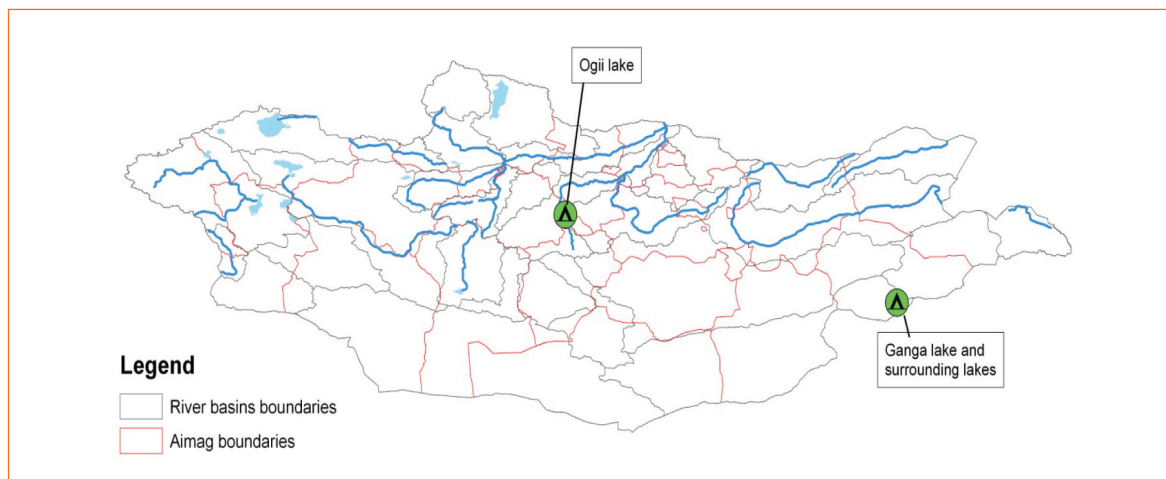 Ogii lake
Ganga lake and
surrounding lakes
Legend
River basins boundaries
Aimag boundaries